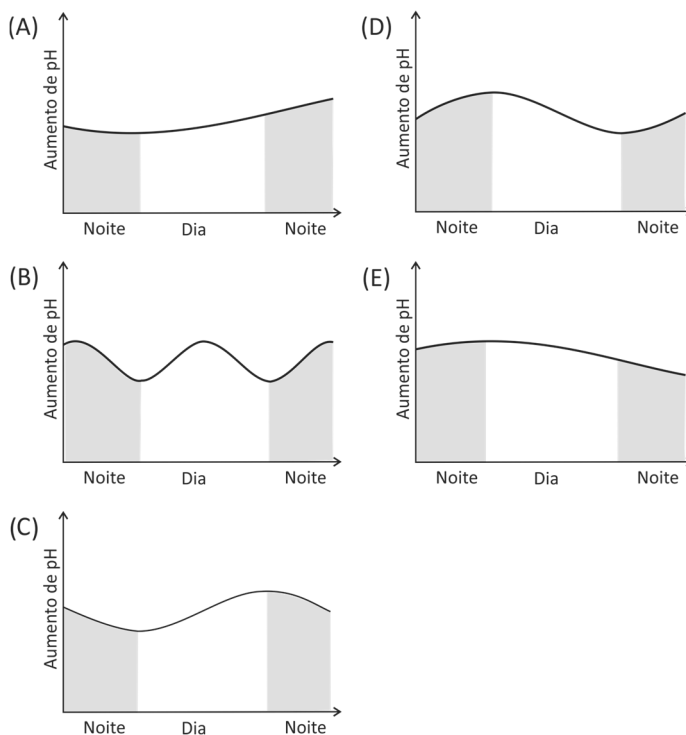 (A)
Aumento de pH
Noite Dia Noite
(B)
Aumento de pH
Noite Dia Noite
(C)
Aumento de pH
Noite Dia Noite
(D)
Aumento de pH
Noite Dia Noite
(E)
Aumento de pH
Noite Dia Noite